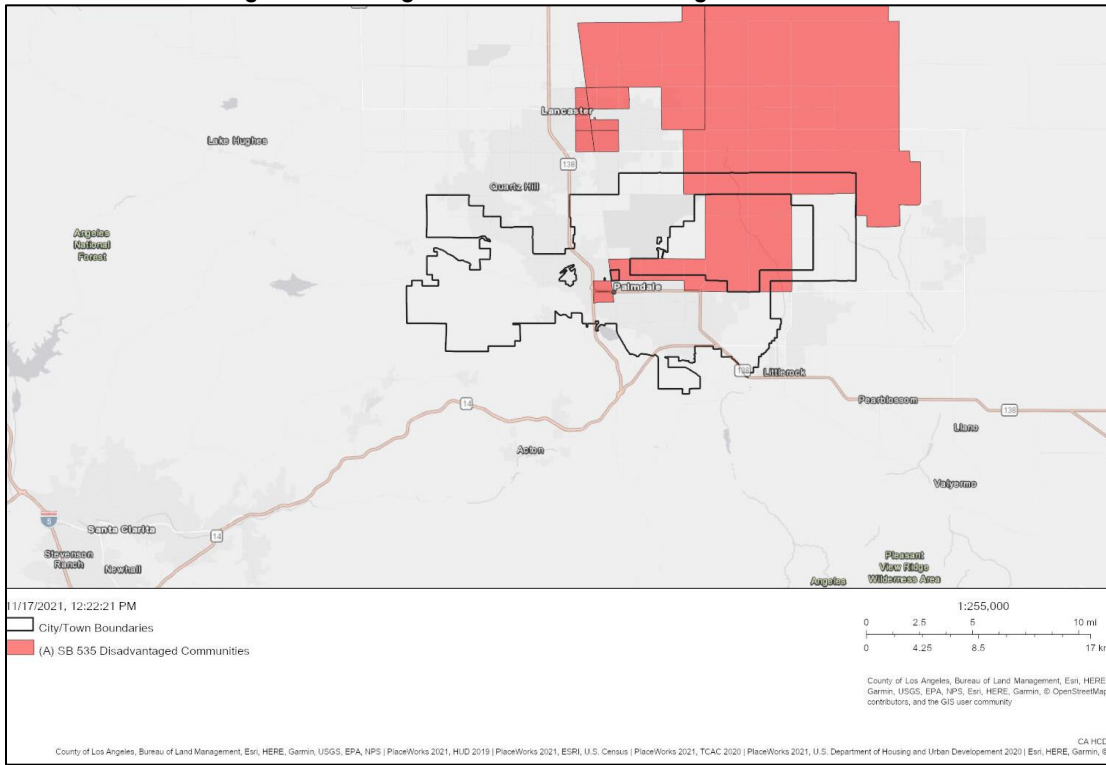 Lancaster
Lake Hughes
138
Quartz Hill
Angeles
National
Forest
Palmdale
138
Littlerock
Pearblossom
138
14
Llano
Acton
Valyermo
5
Santa Clarita
14
Stevenson
Ranch
Newhall
Pleasant
View Ridge
Wilderness Area
Angeles
11/17/2021, 12:22:21 PM
City/Town Boundaries
(A) SB 535 Disadvantaged Communities
1:255,000
0 2.5 5 10 mi
0 4.25 8.5 17 km
County of Los Angeles, Bureau of Land Management, Esri, HERE,
Garmin, USGS, EPA, NPS, Esri, HERE, Garmin, © OpenStreetMap
contributors, and the GIS user community
CA HCD
County of Los Angeles, Bureau of Land Management, Esri, HERE, Garmin, USGS, EPA, NPS | PlaceWorks 2021, HUD 2019 | PlaceWorks 2021, ESRI, U.S. Census | PlaceWorks 2021, TCAC 2020 | PlaceWorks 2021, U.S. Department of Housing and Urban Developement 2020 | Esri, HERE, Garmin, ©